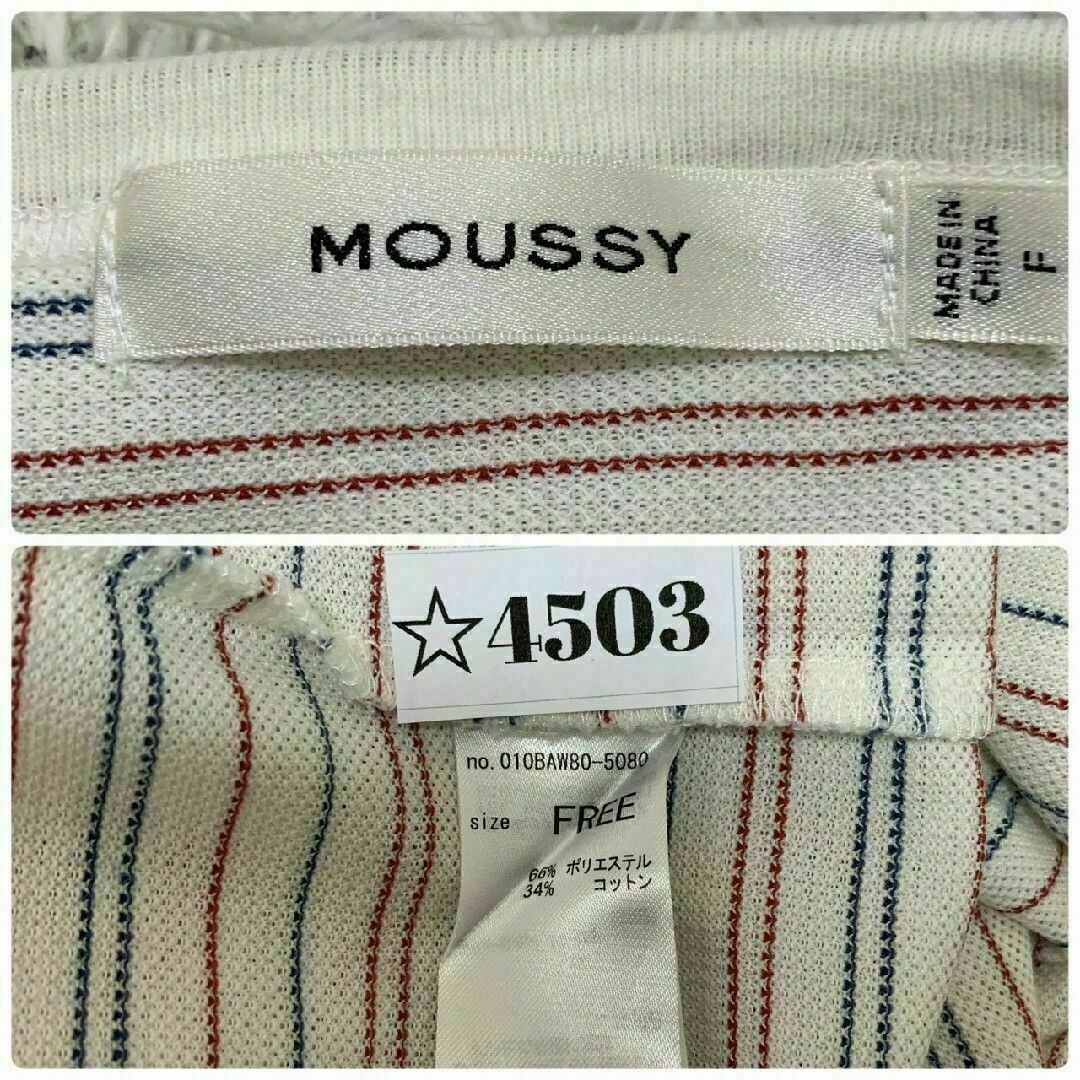 MOUSSY
MADE IN
CHINA
F
☆4503
no. 010BAW80-5080
size FREE
66% ポリエステル
34% コットン